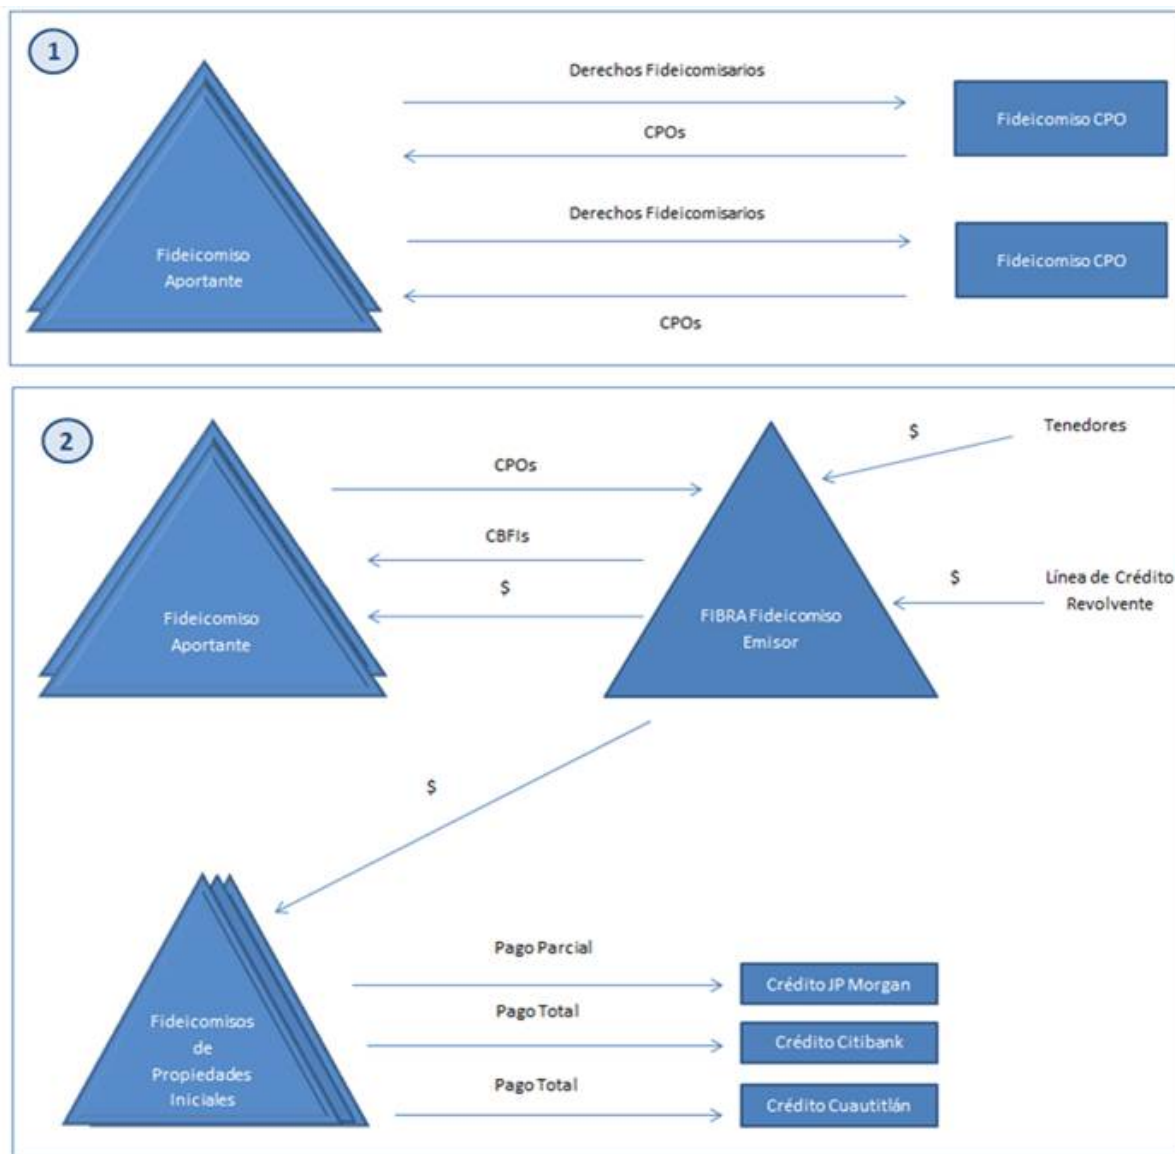 1
Derechos Fideicomisarios
Fideicomiso CPO
CPOs
Derechos Fideicomisarios
Fideicomiso
Aportante
Fideicomiso CPO
CPOs
2
$
Tenedores
CPOs
CBFIs
$
$
Línea de Crédito
Revolvente
Fideicomiso
Aportante
FIBRA Fideicomiso
Emisor
$
Pago Parcial
Crédito JP Morgan
Pago Total
Fideicomisos
de
Propiedades
Iniciales
Crédito Citibank
Pago Total
Crédito Cuautitlán